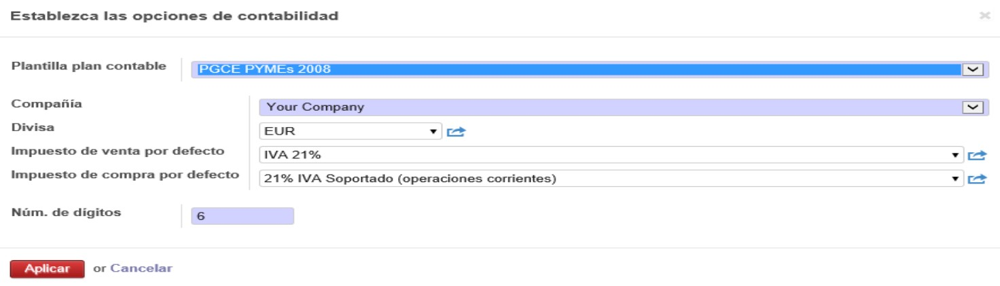 Establezca las opciones de contabilidad
Plantilla plan contable PGCE PYMEs 2008
Compañía Your Company
Divisa EUR
Impuesto de venta por defecto IVA 21%
Impuesto de compra por defecto 21% IVA Soportado (operaciones corrientes)
Núm. de dígitos 6
Aplicar or Cancelar